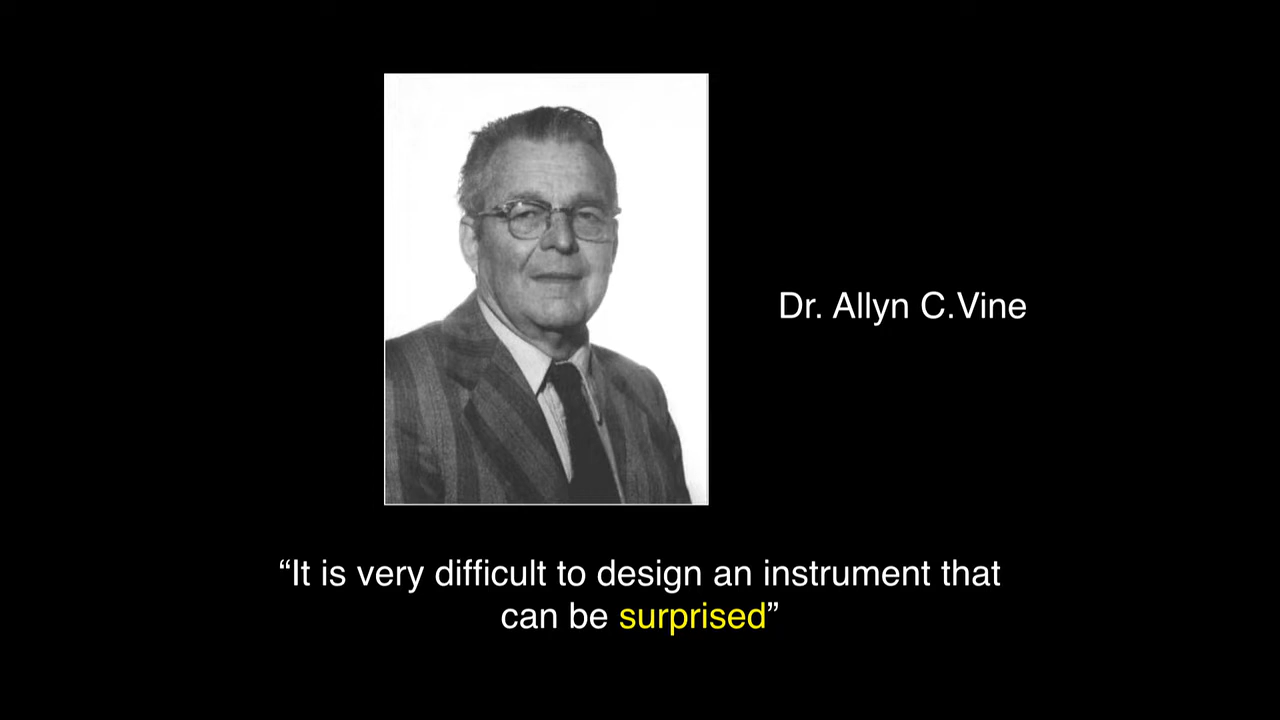 Dr. Allyn C.Vine
“It is very difficult to design an instrument that
can be surprised”